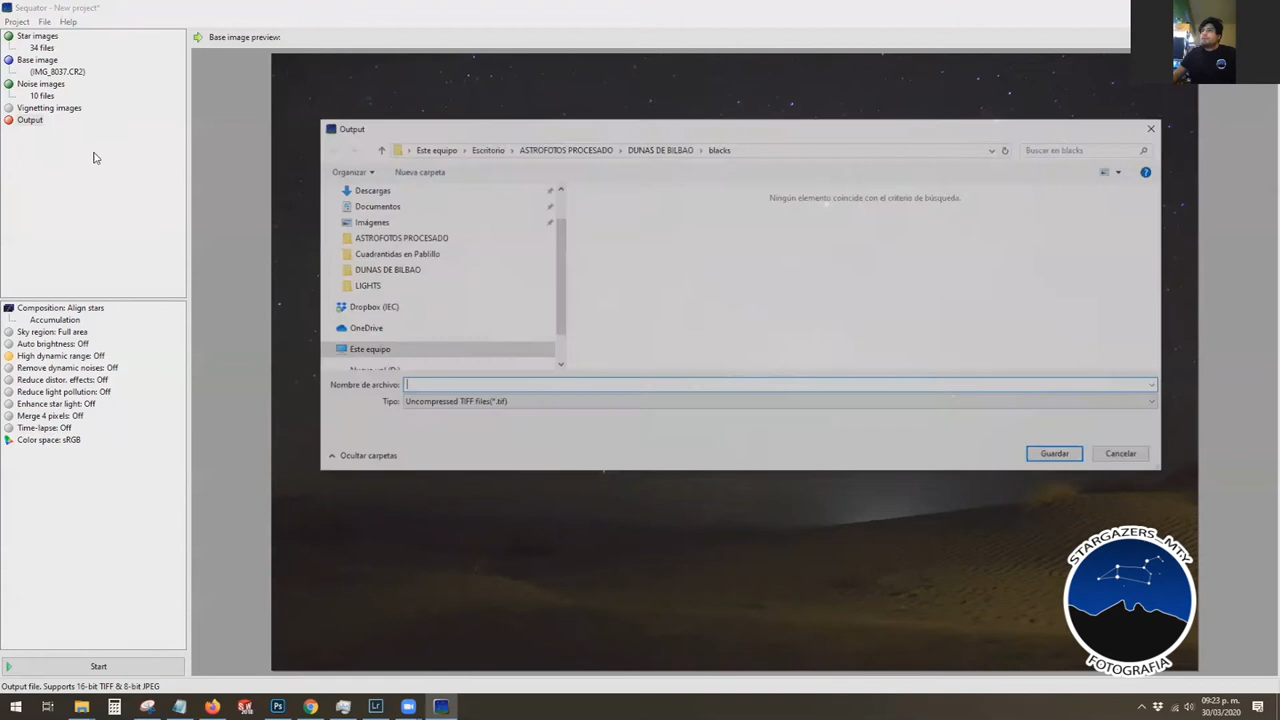 Sequator - New project*
Project File Help
Star images
34 files
Base image
(IMG_8037.CR2)
Noise images
10 files
Vignetting images
Output
Composition: Align stars
Accumulation
Sky region: Full area
Auto brightness: Off
High dynamic range: Off
Remove dynamic noises: Off
Reduce distor. effects: Off
Reduce light pollution: Off
Enhance star light: Off
Merge 4 pixels: Off
Time-lapse: Off
Color space: sRGB
Start
Output file. Supports 16-bit TIFF & 8-bit JPEG
Base image preview:
Output
Este equipo › Escritorio › ASTROFOTOS PROCESADO › DUNAS DE BILBAO › blacks
Buscar en blacks
Organizar Nueva carpeta
Descargas
Documentos
Imágenes
ASTROFOTOS PROCESADO
Cuadrantidas en Pablillo
DUNAS DE BILBAO
LIGHTS
Dropbox (IEC)
OneDrive
Este equipo
Ningún elemento coincide con el criterio de búsqueda.
Nombre de archivo:
Tipo: Uncompressed TIFF files(*.tif)
Ocultar carpetas
Guardar Cancelar
STARGAZERS_MTY
FOTOGRAFIA
09:23 p. m.
30/03/2020